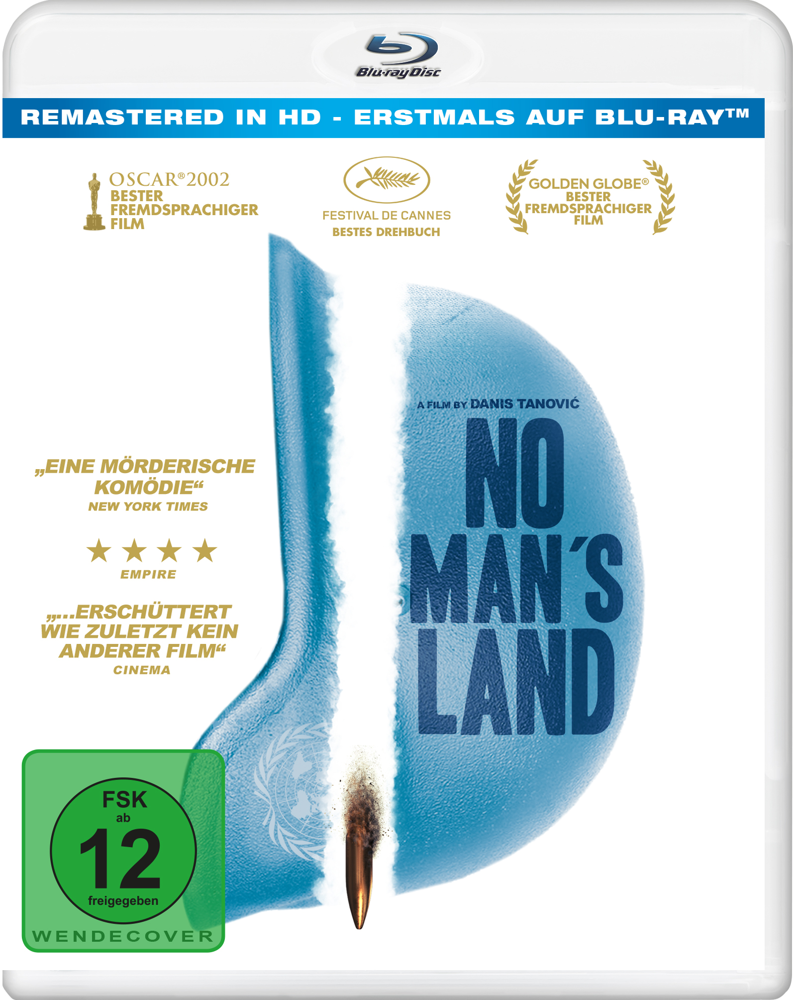 Blu-ray Disc
REMASTERED IN HD - ERSTMALS AUF BLU-RAY™
OSCAR®2002
BESTER
FREMDSPRACHIGER
FILM
FESTIVAL DE CANNES
BESTES DREHBUCH
GOLDEN GLOBE®
BESTER
FREMDSPRACHIGER
FILM
A FILM BY DANIS TANOVIĆ
NO
MAN´S
LAND
„EINE MÖRDERISCHE
KOMÖDIE“
NEW YORK TIMES
★ ★ ★ ★
EMPIRE
„...ERSCHÜTTERT
WIE ZULETZT KEIN
ANDERER FILM“
CINEMA
FSK
ab
12
freigegeben
WENDECOVER